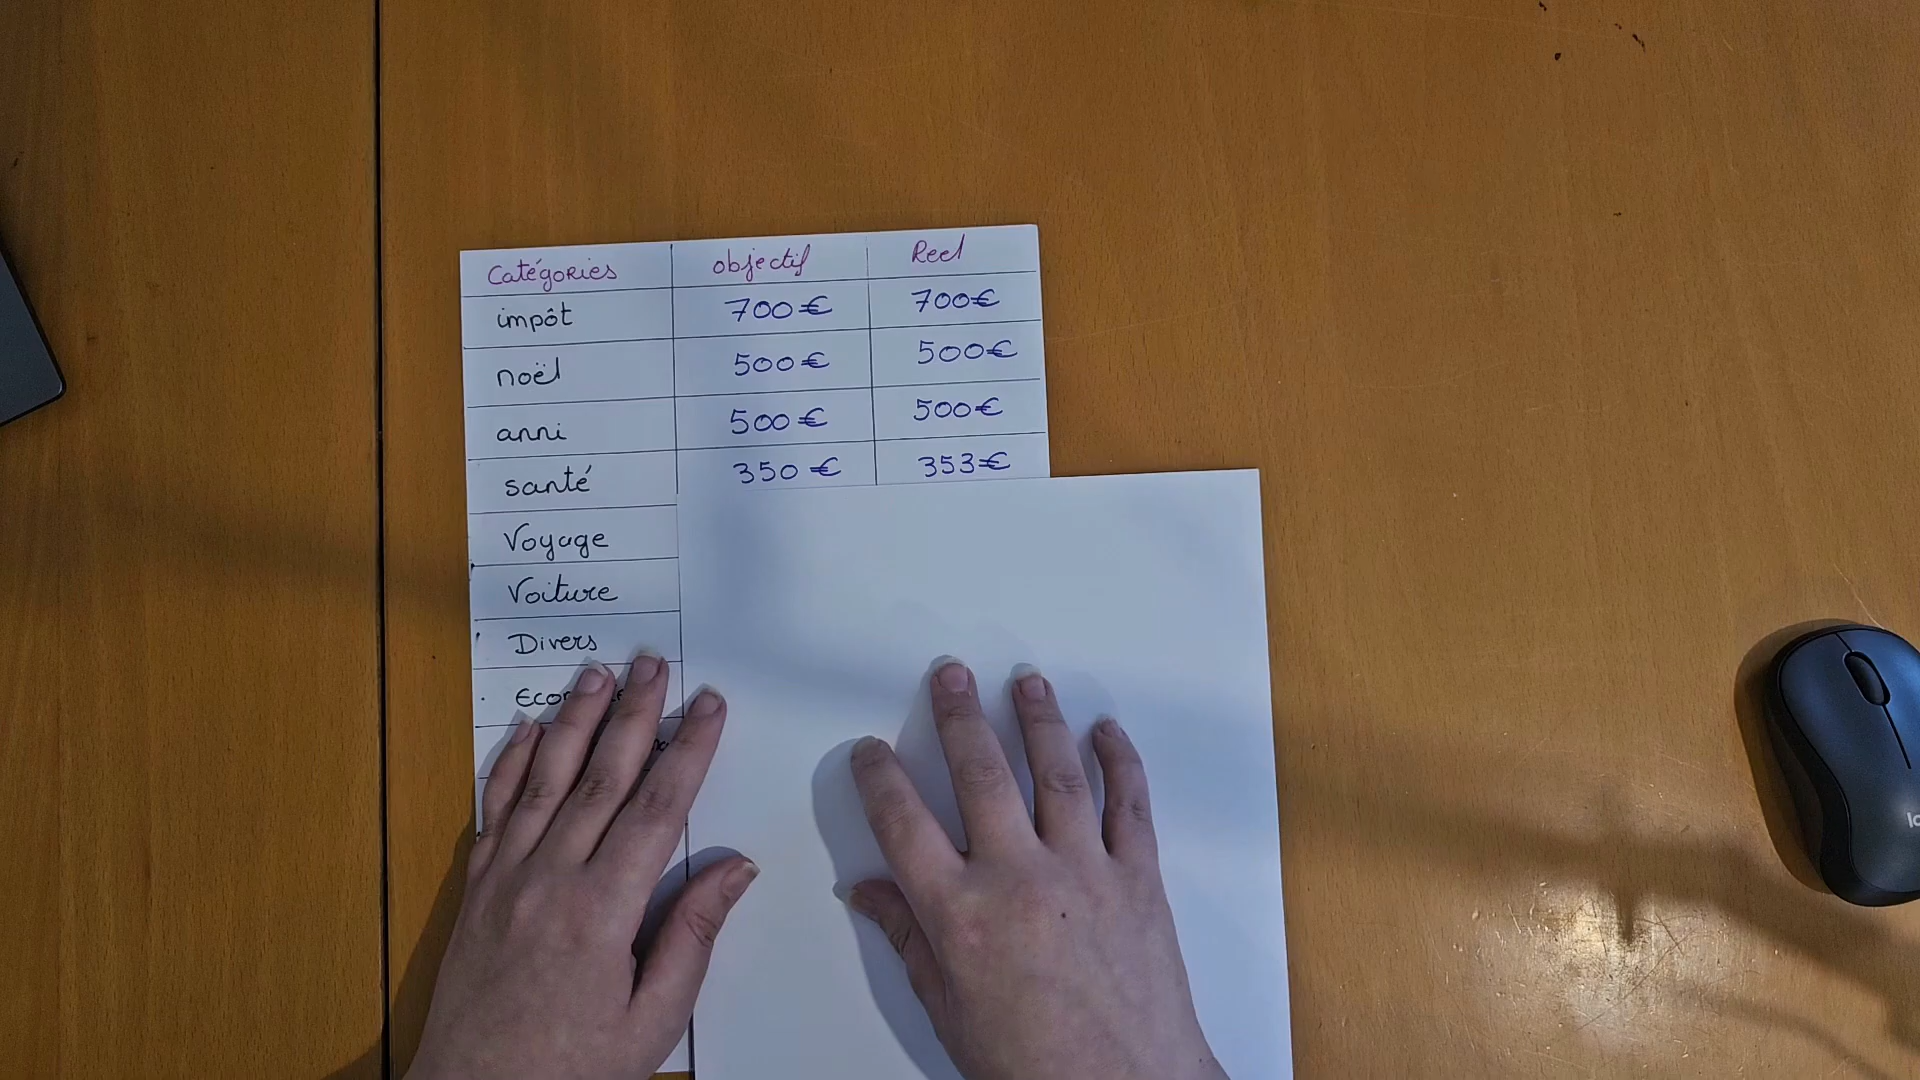 Catégories objectif Reel
impôt 700€ 700€
noël 500€ 500€
anni 500€ 500€
santé 350€ 353€
Voyage
Voiture
Divers